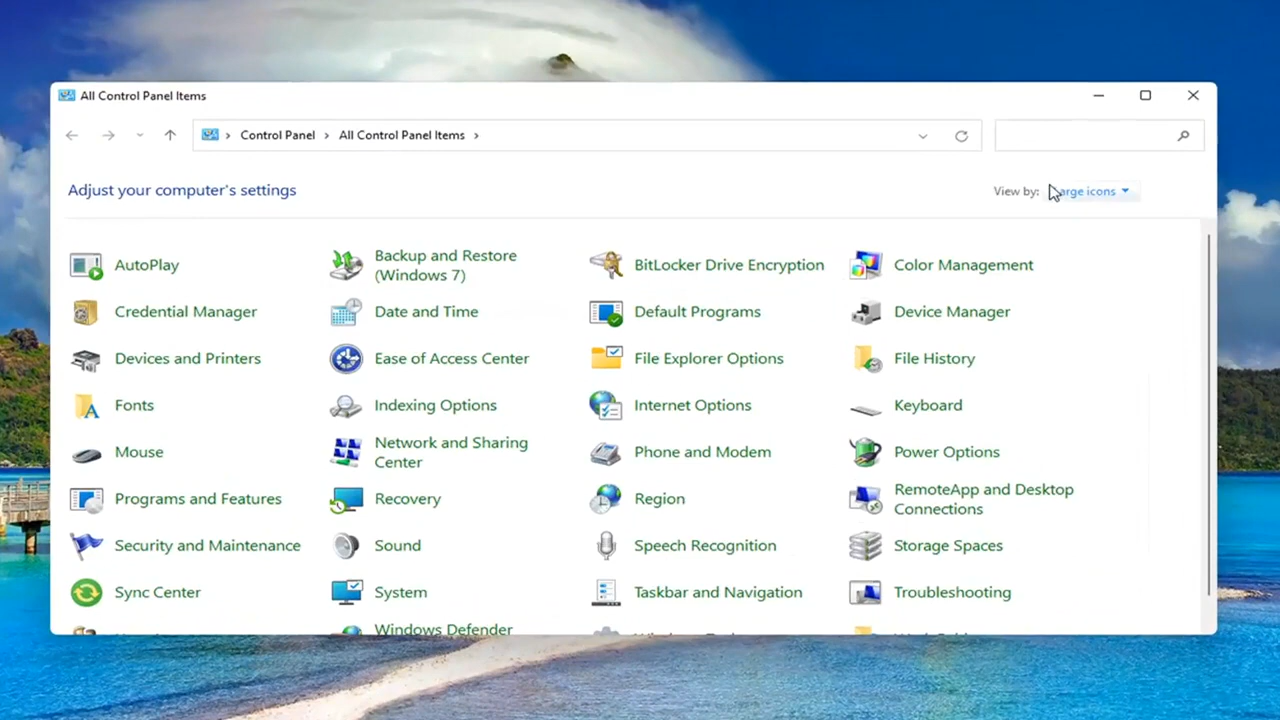 All Control Panel Items
Control Panel > All Control Panel Items >
Adjust your computer's settings
View by: arge icons
AutoPlay
Backup and Restore
(Windows 7)
BitLocker Drive Encryption
Color Management
Credential Manager
Date and Time
Default Programs
Device Manager
Devices and Printers
Ease of Access Center
File Explorer Options
File History
Fonts
Indexing Options
Internet Options
Keyboard
Mouse
Network and Sharing
Center
Phone and Modem
Power Options
Programs and Features
Recovery
Region
RemoteApp and Desktop
Connections
Security and Maintenance
Sound
Speech Recognition
Storage Spaces
Sync Center
System
Taskbar and Navigation
Troubleshooting
Windows Defender